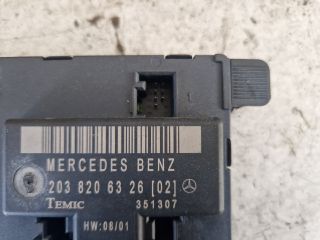 L
MERCEDES BENZ
203 820 63 26 [02]
TEMIC 351307
HW:08/01